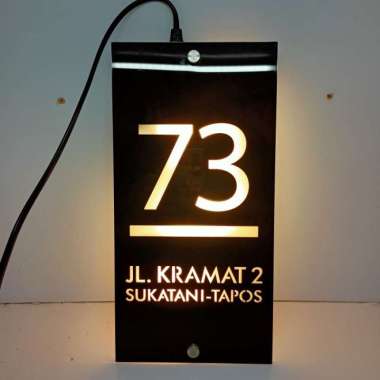 73
JL. KRAMAT 2
SUKATANI-TAPOS